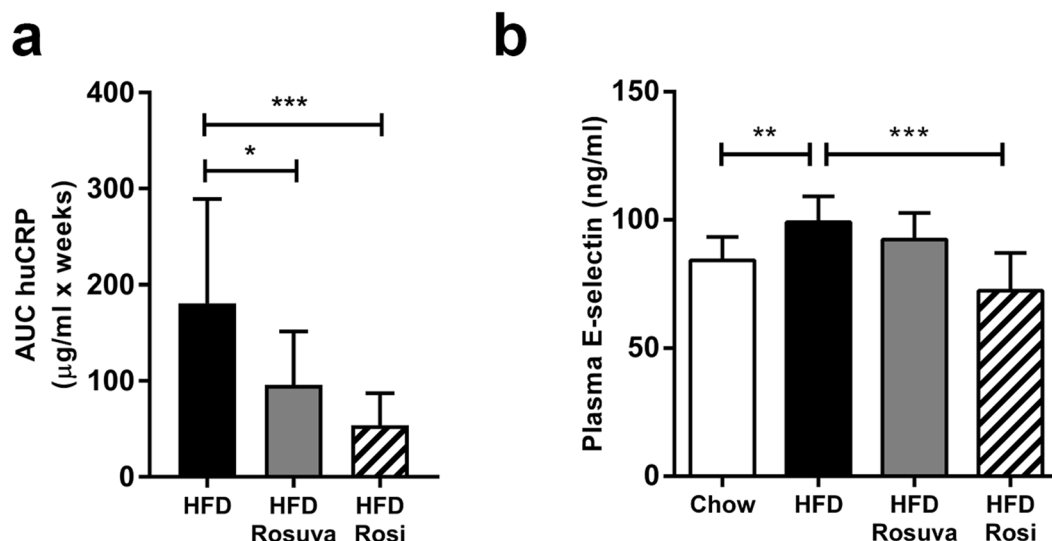 a
AUC huCRP
(μg/ml x weeks)
400
300
200
100
0
***
*
HFD
HFD
Rosuva
HFD
Rosi
b
Plasma E-selectin (ng/ml)
150
100
50
0
**
***
Chow
HFD
HFD
Rosuva
HFD
Rosi